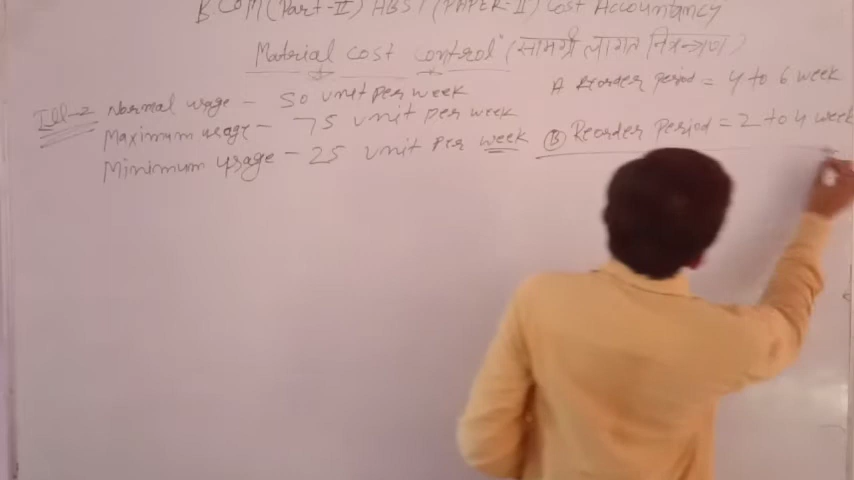 B COM (Part-II) ABST (PAPER-II) Cost Accountancy
Material cost control (सामग्री लागत नियन्त्रण)
Ill-2 Normal usage - 50 unit per week
Maximum usage - 75 unit per week
Minimum usage - 25 unit per week
A Reorder period = 4 to 6 week
B Reorder Period = 2 to 4 week